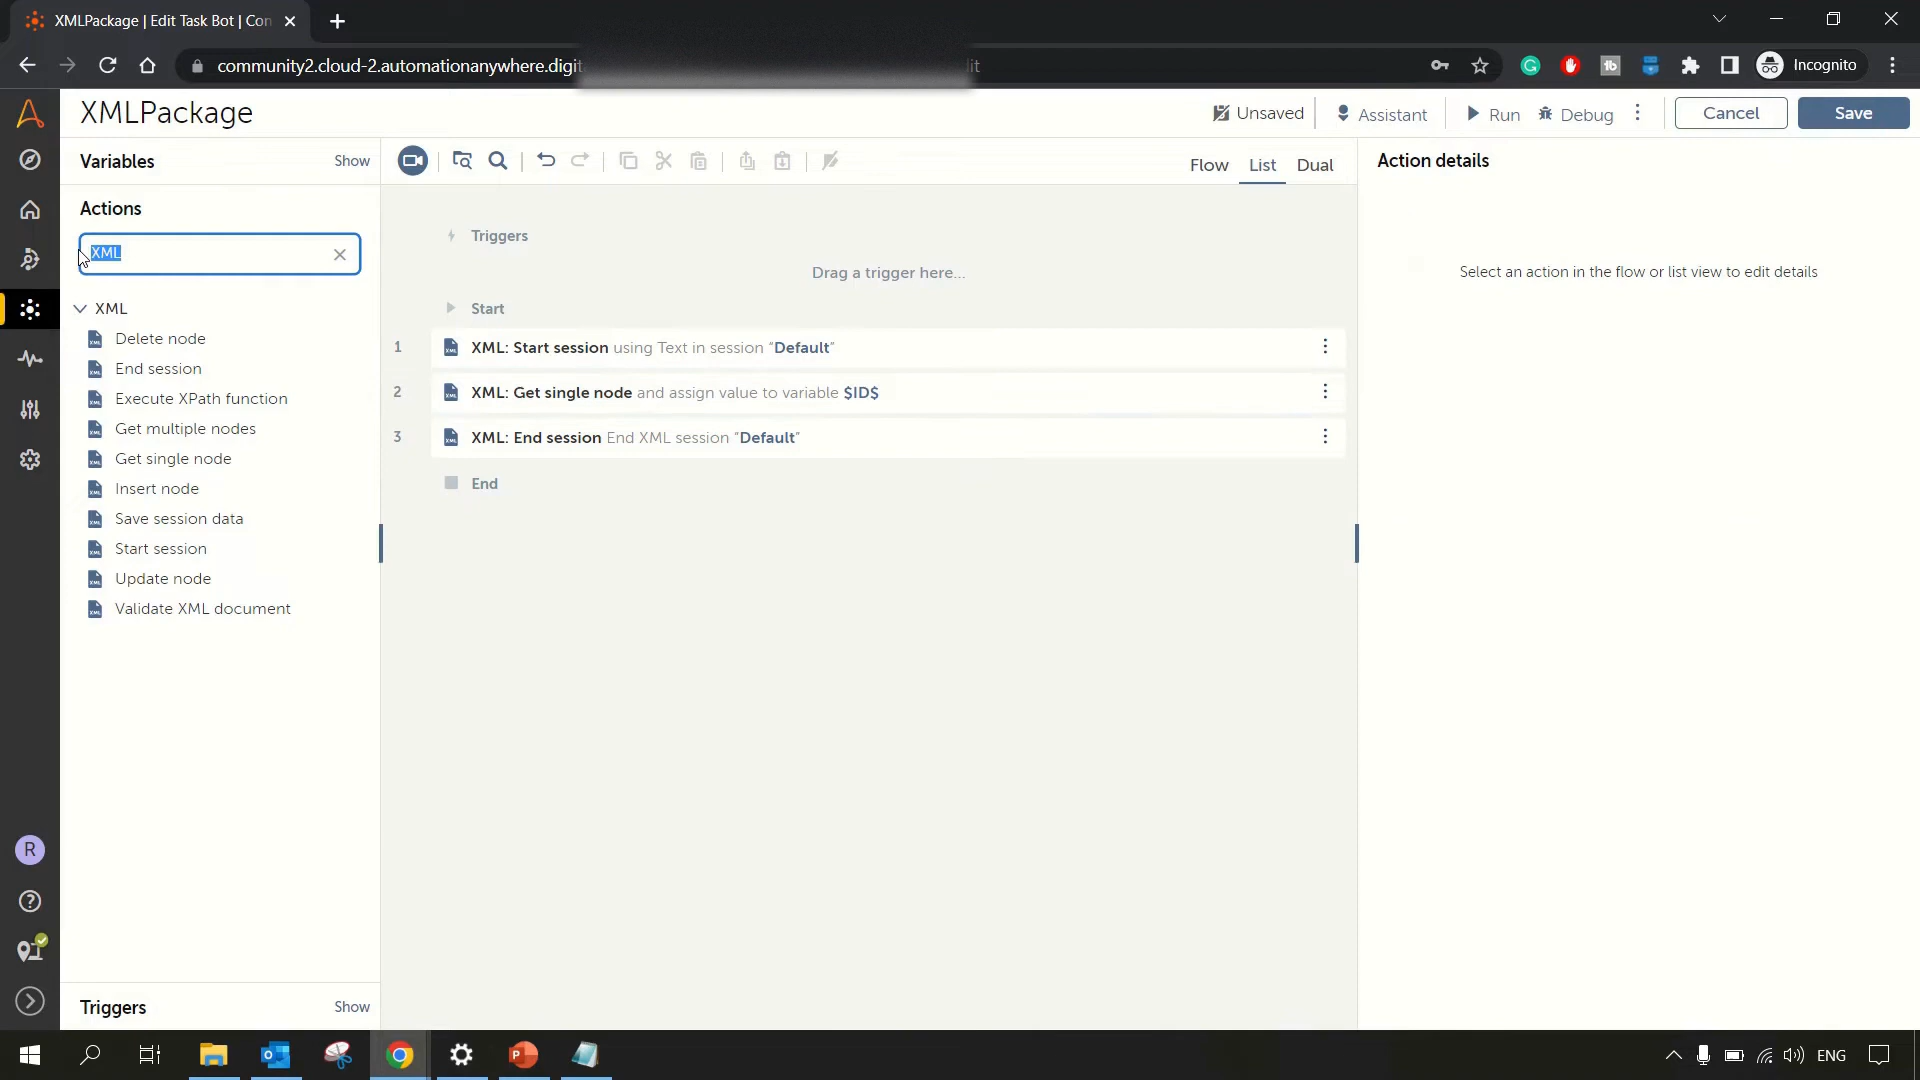 XMLPackage | Edit Task Bot | Con
community2.cloud-2.automationanywhere.digit
it
Incognito
XMLPackage
Unsaved
Assistant
Run
Debug
Cancel
Save
Variables
Show
Flow
List
Dual
Action details
Actions
XML
Triggers
Drag a trigger here...
Select an action in the flow or list view to edit details
XML
Start
Delete node
1 XML: Start session using Text in session "Default"
End session
2 XML: Get single node and assign value to variable $ID$
Execute XPath function
Get multiple nodes
3 XML: End session End XML session "Default"
Get single node
End
Insert node
Save session data
Start session
Update node
Validate XML document
R
Triggers
Show
ENG